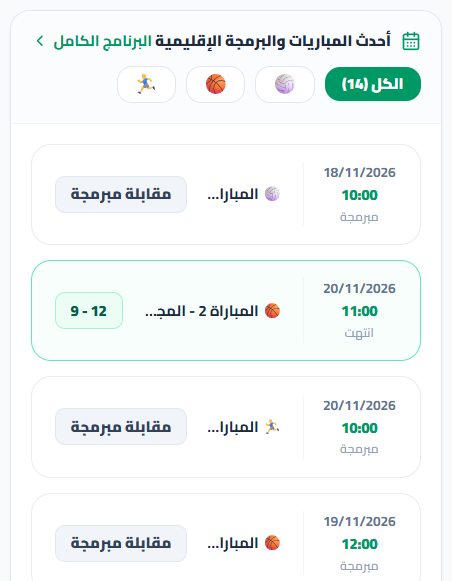 أحدث المباريات والبرمجة الإقليمية البرنامج الكامل
الكل (14)
18/11/2026
10:00
مبرمجة
المبارا...
مقابلة مبرمجة
20/11/2026
11:00
انتهت
المباراة 2 - المجـ...
12 - 9
20/11/2026
10:00
مبرمجة
المبارا...
مقابلة مبرمجة
19/11/2026
12:00
مبرمجة
المبارا...
مقابلة مبرمجة